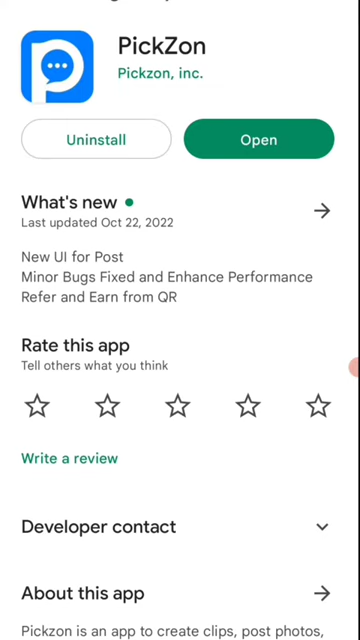 PickZon
Pickzon, inc.
Uninstall
Open
What's new
Last updated Oct 22, 2022
New UI for Post
Minor Bugs Fixed and Enhance Performance
Refer and Earn from QR
Rate this app
Tell others what you think
Write a review
Developer contact
About this app
Pickzon is an app to create clips, post photos,